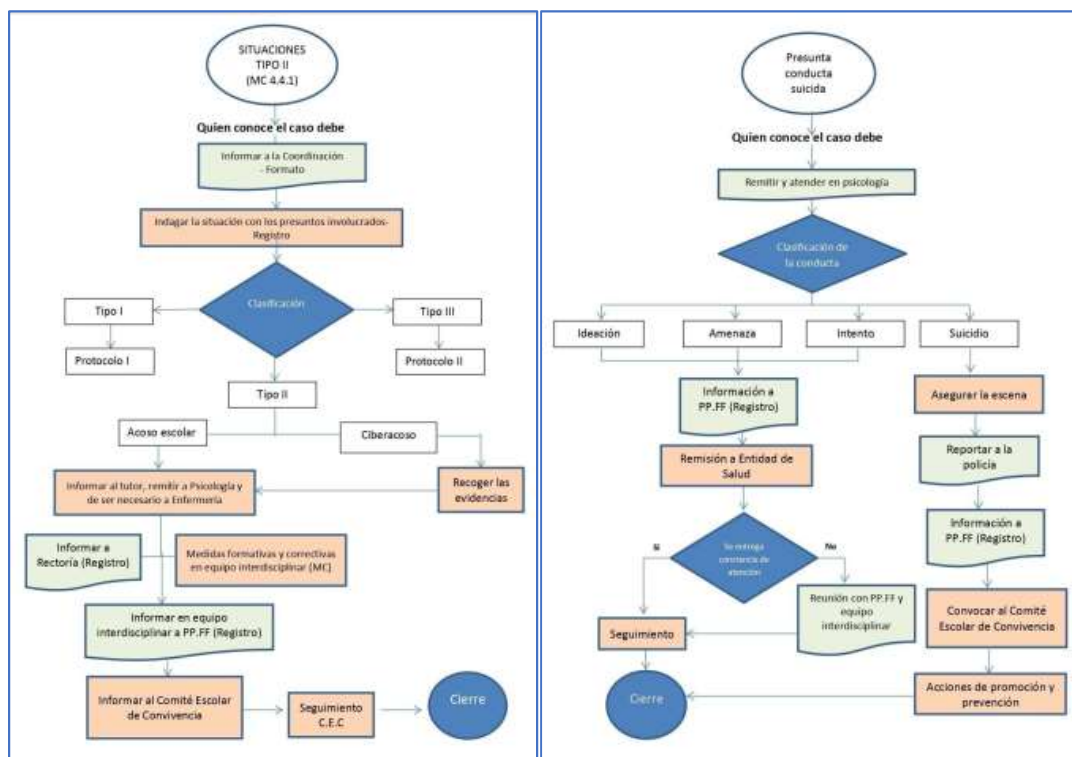 SITUACIONES
TIPO II
(MC 4.4.1)
Quien conoce el caso debe
Informar a la Coordinación
- Formato
Indagar la situación con los presuntos involucrados-
Registro
Clasificación
Tipo I
Tipo III
Protocolo I
Protocolo II
Tipo II
Acoso escolar
Ciberacoso
Informar al tutor, remitir a Psicología y
de ser necesario a Enfermería
Recoger las
evidencias
Informar a
Rectoría (Registro)
Medidas formativas y correctivas
en equipo interdisciplinar (MC)
Informar en equipo
interdisciplinar a PP.FF (Registro)
Informar al Comité Escolar
de Convivencia
Seguimiento
C.E.C
Cierre
Presunta
conducta
suicida
Quien conoce el caso debe
Remitir y atender en psicología
Clasificación de
la conducta
Ideación
Amenaza
Intento
Suicidio
Información a
PP.FF (Registro)
Asegurar la escena
Remisión a Entidad de
Salud
Reportar a la
policía
Información a
PP.FF (Registro)
Si
Se entrega
constancia de
atención
No
Reunión con PP.FF y
equipo
interdisciplinar
Seguimiento
Convocar al Comité
Escolar de Convivencia
Cierre
Acciones de promoción y
prevención